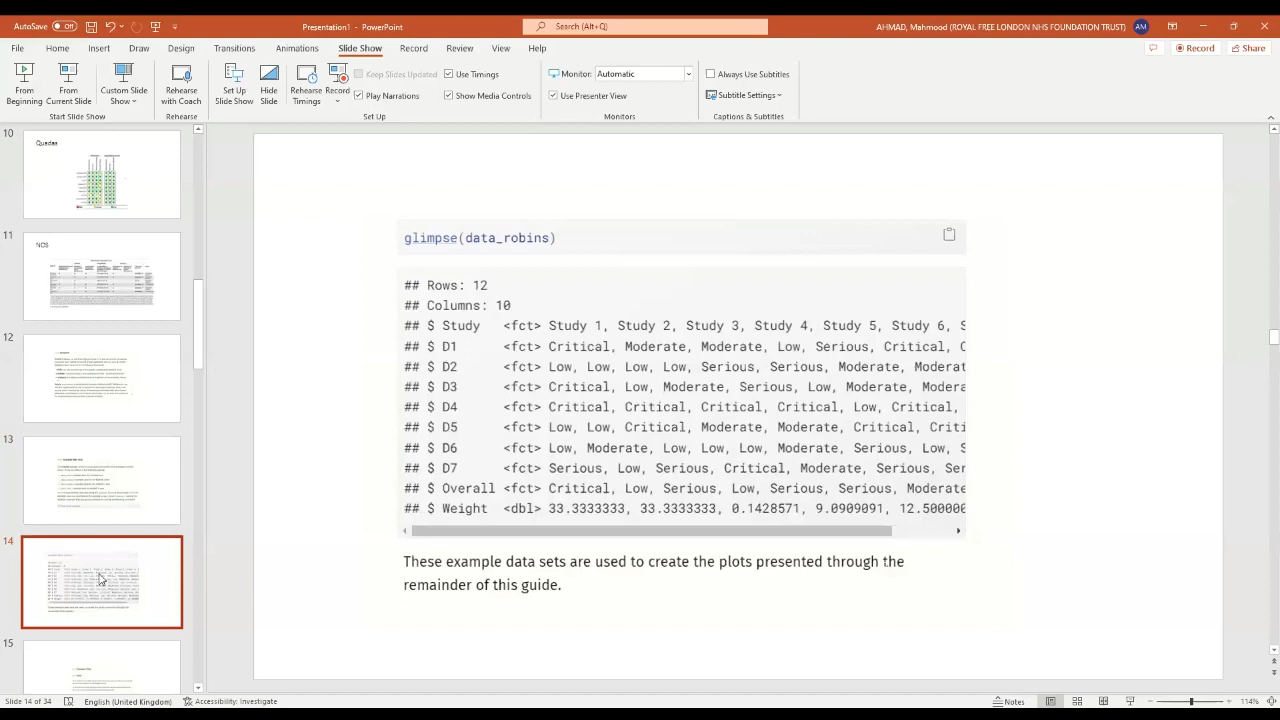 AutoSave Off
Presentation1 - PowerPoint
Search (Alt+Q)
AHMAD, Mahmood (ROYAL FREE LONDON NHS FOUNDATION TRUST)
AM
File Home Insert Draw Design Transitions Animations Slide Show Record Review View Help
Record
Share
From Beginning
From Current Slide
Custom Slide Show
Start Slide Show
Rehearse with Coach
Rehearse
Set Up Slide Show
Hide Slide
Rehearse Timings
Record
Keep Slides Updated
Play Narrations
Use Timings
Show Media Controls
Set Up
Monitor: Automatic
Use Presenter View
Monitors
Always Use Subtitles
Subtitle Settings
Captions & Subtitles
10
Quadas
11
NOS
12
13
14
15
glimpse(data_robins)
## Rows: 12
## Columns: 10
## $ Study <fct> Study 1, Study 2, Study 3, Study 4, Study 5, Study 6, S
## $ D1 <fct> Critical, Moderate, Moderate, Low, Serious, Critical, C
## $ D2 <fct> Low, Low, Low, Low, Serious, Serious, Moderate, Moderat
## $ D3 <fct> Critical, Low, Moderate, Serious, Low, Moderate, Modera
## $ D4 <fct> Critical, Critical, Critical, Critical, Low, Critical,
## $ D5 <fct> Low, Low, Critical, Moderate, Moderate, Critical, Criti
## $ D6 <fct> Low, Moderate, Low, Low, Low, Moderate, Serious, Low, S
## $ D7 <fct> Serious, Low, Serious, Critical, Moderate, Serious, Ser
## $ Overall <fct> Critical, Low, Serious, Low, Serious, Serious, Moderate
## $ Weight <dbl> 33.3333333, 33.3333333, 0.1428571, 9.0909091, 12.500000
These example data sets are used to create the plots presented through the
remainder of this guide.
Slide 14 of 34
English (United Kingdom)
Accessibility: Investigate
Notes
114%